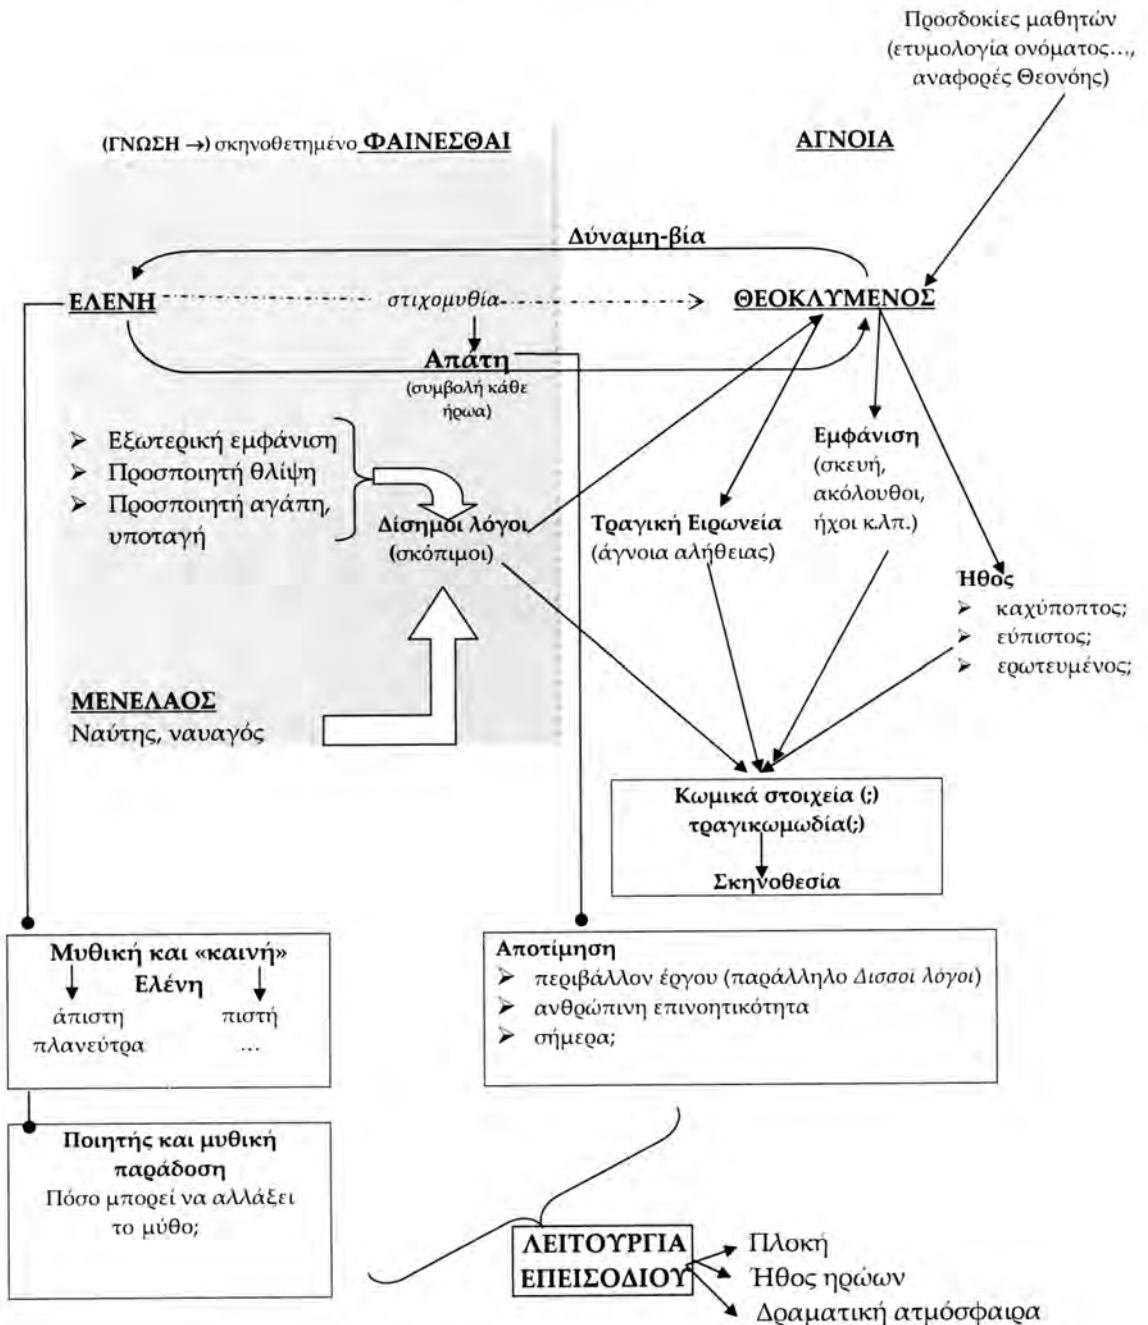 Προσδοκίες μαθητών
(ετυμολογία ονόματος…,
αναφορές Θεονόης)
(ΓΝΩΣΗ →) σκηνοθετημένο ΦΑΙΝΕΣΘΑΙ
ΑΓΝΟΙΑ
Δύναμη-βία
ΕΛΕΝΗ
στιχομυθία
ΘΕΟΚΛΥΜΕΝΟΣ
Απάτη
(συμβολή κάθε
ήρωα)
➢ Εξωτερική εμφάνιση
➢ Προσποιητή θλίψη
➢ Προσποιητή αγάπη,
υποταγή
Δίσημοι λόγοι
(σκόπιμοι)
Τραγική Ειρωνεία
(άγνοια αλήθειας)
Εμφάνιση
(σκευή,
ακόλουθοι,
ήχοι κ.λπ.)
Ήθος
➢ καχύποπτος;
➢ εύπιστος;
➢ ερωτευμένος;
ΜΕΝΕΛΑΟΣ
Ναύτης, ναυαγός
Κωμικά στοιχεία (;)
τραγικωμωδία(;)
Σκηνοθεσία
Μυθική και «καινή»
Ελένη
άπιστη πιστή
πλανεύτρα …
Αποτίμηση
➢ περιβάλλον έργου (παράλληλο Δισσοί λόγοι)
➢ ανθρώπινη επινοητικότητα
➢ σήμερα;
Ποιητής και μυθική
παράδοση
Πόσο μπορεί να αλλάξει
το μύθο;
ΛΕΙΤΟΥΡΓΙΑ
ΕΠΕΙΣΟΔΙΟΥ
Πλοκή
Ήθος ηρώων
Δραματική ατμόσφαιρα